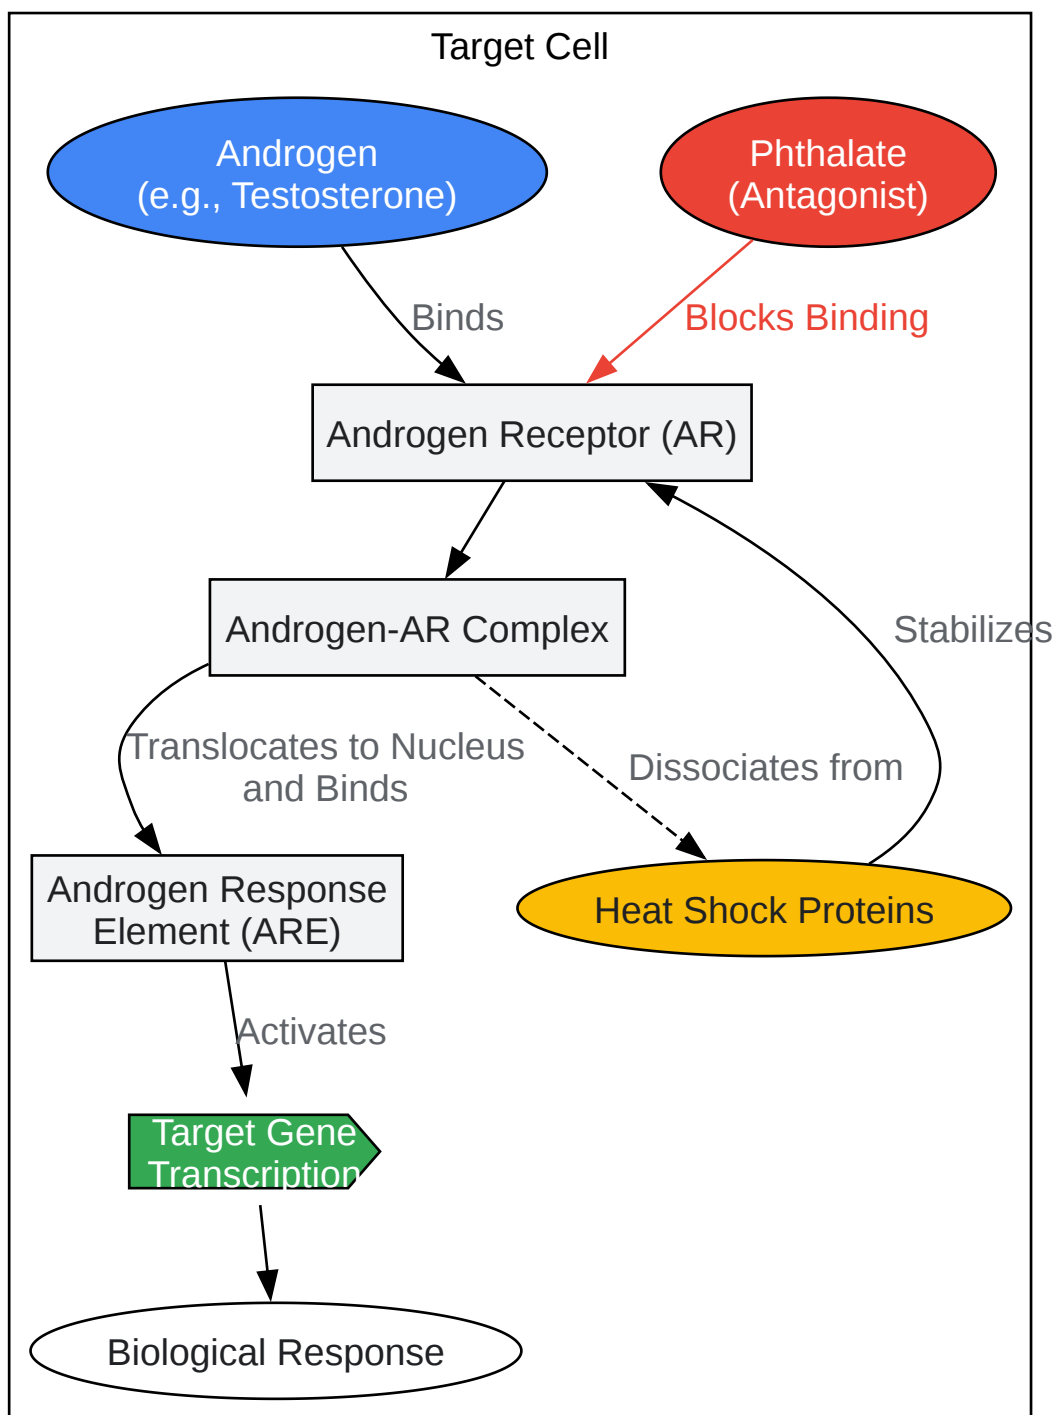 Target Cell
Androgen
(e.g., Testosterone)
Phthalate
(Antagonist)
Binds
Blocks Binding
Androgen Receptor (AR)
Androgen-AR Complex
Stabilizes
Translocates to Nucleus
and Binds
Dissociates from
Androgen Response
Element (ARE)
Heat Shock Proteins
Activates
Target Gene
Transcription
Biological Response